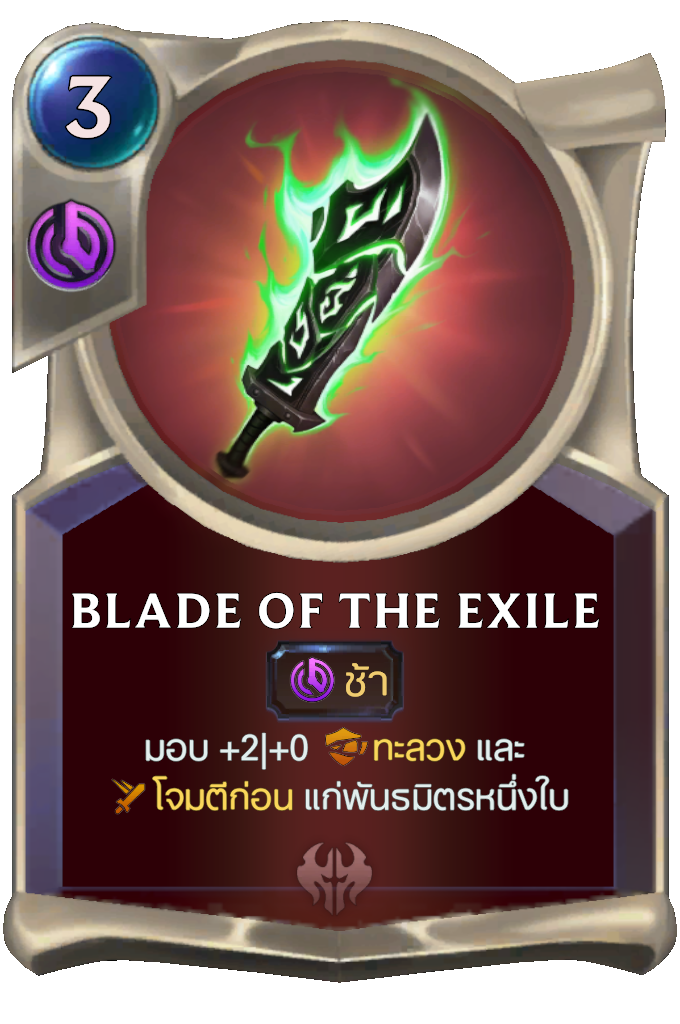 3
BLADE OF THE EXILE
ช้า
มอบ +2|+0 ทะลวง และ
โจมตีก่อน แก่พันธมิตรหนึ่งใบ